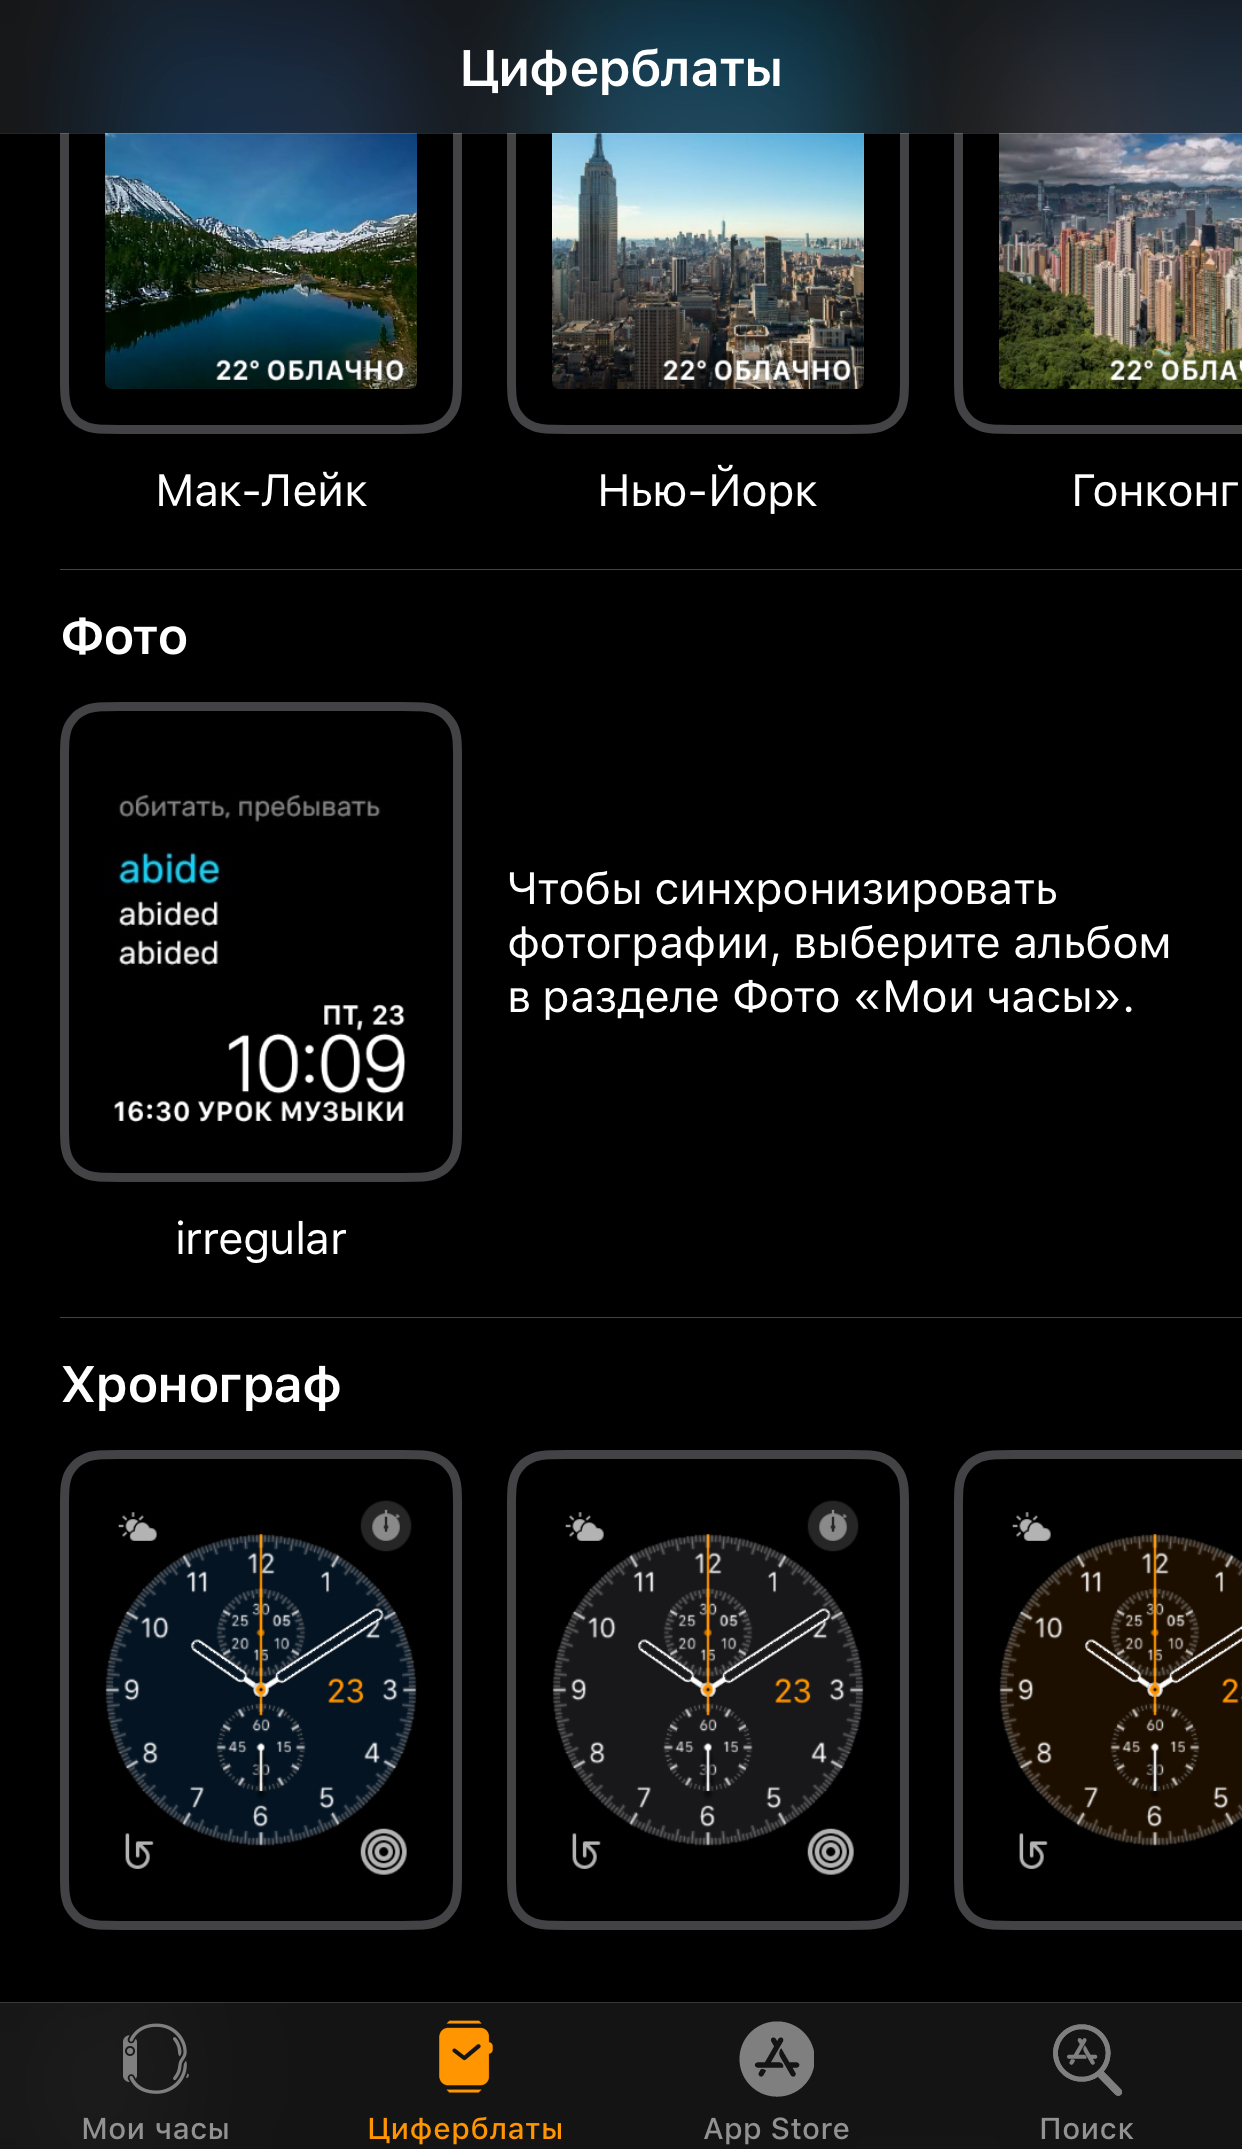 Циферблаты
22° ОБЛАЧНО
22° ОБЛАЧНО
22° ОБЛА
Мак-Лейк
Нью-Йорк
Гонконг
Фото
обитать, пребывать
abide
abided
abided
ПТ, 23
10:09
16:30 УРОК МУЗЫКИ
Чтобы синхронизировать
фотографии, выберите альбом
в разделе Фото «Мои часы».
irregular
Хронограф
12
11 1
30
25 05
10 2
20 10
15
9 23 3
60
45 15
8 4
30
7 5
6
12
11 1
30
25 05
10 2
20 10
15
9 23 3
60
45 15
8 4
30
7 5
6
12
11 1
30
25 05
10
20 10
15
9 2
60
45 15
8
30
7 5
6
Мои часы
Циферблаты
App Store
Поиск